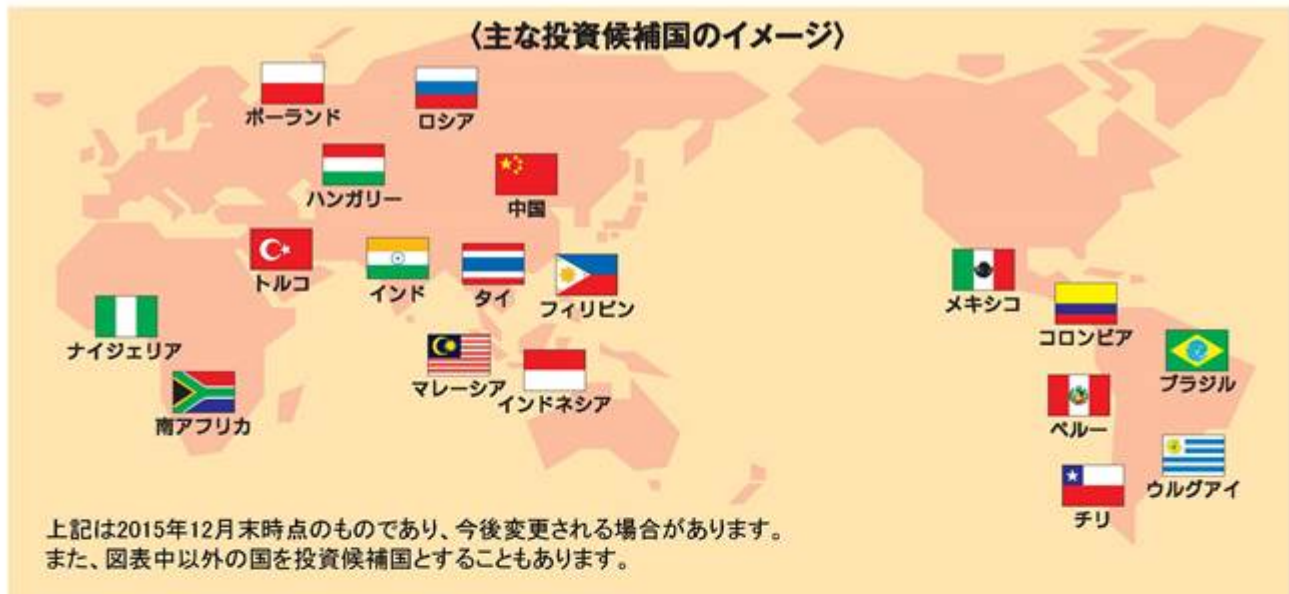 〈主な投資候補国のイメージ〉
ポーランド
ロシア
ハンガリー
中国
トルコ
インド
タイ
フィリピン
メキシコ
コロンビア
ナイジェリア
マレーシア
インドネシア
ブラジル
南アフリカ
ペルー
ウルグアイ
チリ
上記は2015年12月末時点のものであり、今後変更される場合があります。
また、図表中以外の国を投資候補国とすることもあります。